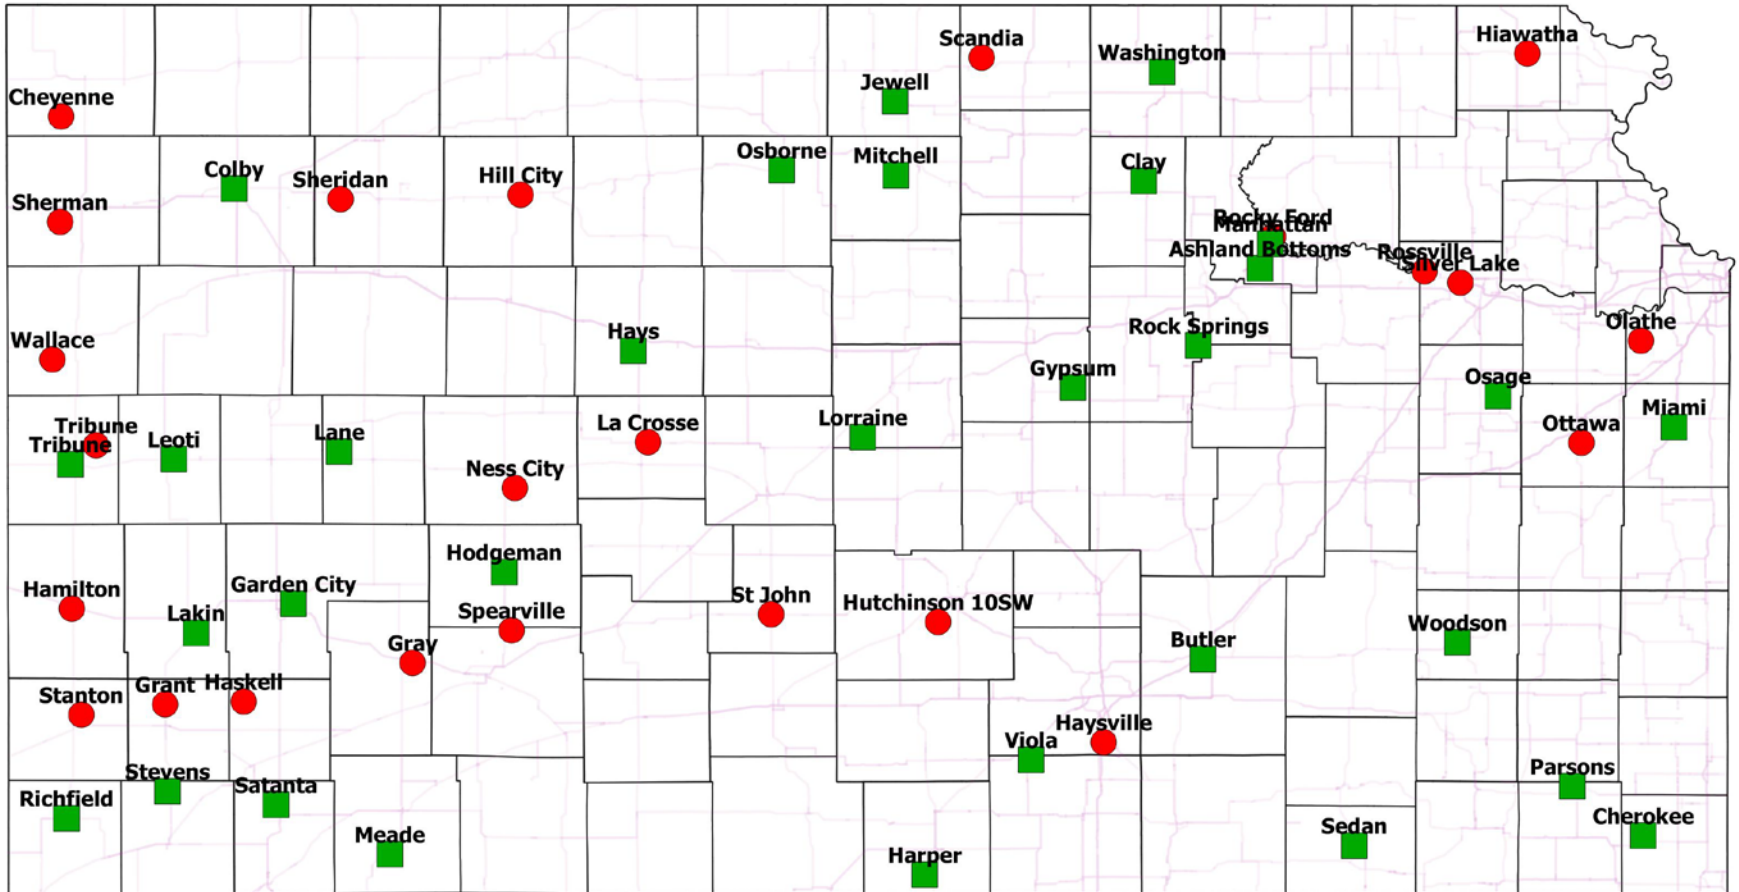 Scandia
Hiawatha
Washington
Jewell
Cheyenne
Osborne
Mitchell
Clay
Colby
Sheridan
Hill City
Sherman
Rocky Ford
Manhattan
Ashland Bottoms
Rossville
Silver Lake
Olathe
Rock Springs
Hays
Wallace
Gypsum
Osage
Miami
Lorraine
La Crosse
Ottawa
Tribune
Tribune
Leoti
Lane
Ness City
Hodgeman
Garden City
Hamilton
Lakin
Spearville
St John
Hutchinson 10SW
Woodson
Butler
Gray
Stanton
Grant
Haskell
Haysville
Viola
Stevens
Parsons
Satanta
Richfield
Cherokee
Sedan
Meade
Harper